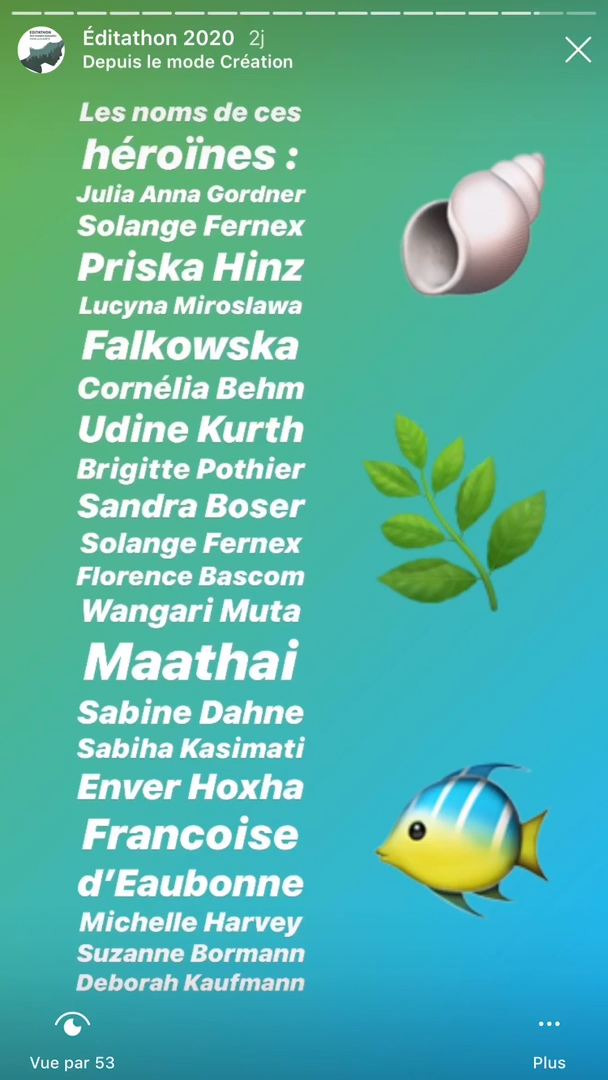 Éditathon 2020 2j
Depuis le mode Création
Les noms de ces
héroïnes :
Julia Anna Gordner
Solange Fernex
Priska Hinz
Lucyna Miroslawa
Falkowska
Cornélia Behm
Udine Kurth
Brigitte Pothier
Sandra Boser
Solange Fernex
Florence Bascom
Wangari Muta
Maathai
Sabine Dahne
Sabiha Kasimati
Enver Hoxha
Francoise
d’Eaubonne
Michelle Harvey
Suzanne Bormann
Deborah Kaufmann
Vue par 53
Plus